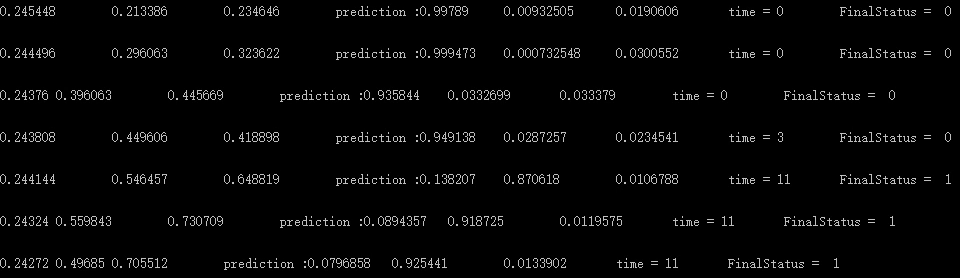 0.245448 0.213386 0.234646 prediction :0.99789 0.00932505 0.0190606 time = 0 FinalStatus = 0
0.244496 0.296063 0.323622 prediction :0.999473 0.000732548 0.0300552 time = 0 FinalStatus = 0
0.24376 0.396063 0.445669 prediction :0.935844 0.0332699 0.033379 time = 0 FinalStatus = 0
0.243808 0.449606 0.418898 prediction :0.949138 0.0287257 0.0234541 time = 3 FinalStatus = 0
0.244144 0.546457 0.648819 prediction :0.138207 0.870618 0.0106788 time = 11 FinalStatus = 1
0.24324 0.559843 0.730709 prediction :0.0894357 0.918725 0.0119575 time = 11 FinalStatus = 1
0.24272 0.49685 0.705512 prediction :0.0796858 0.925441 0.0133902 time = 11 FinalStatus = 1